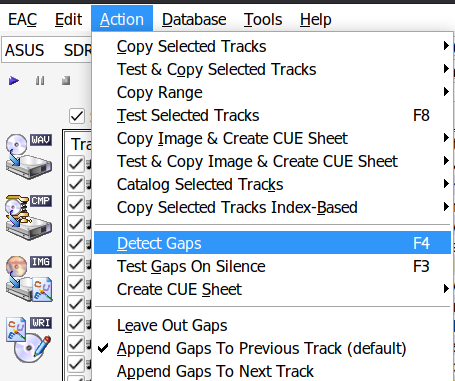 EAC Edit Action Database Tools Help
ASUS SDR
Copy Selected Tracks
Test & Copy Selected Tracks
Copy Range
Test Selected Tracks F8
Copy Image & Create CUE Sheet
Test & Copy Image & Create CUE Sheet
Catalog Selected Tracks
Copy Selected Tracks Index-Based
WAV
Tra
CMP
Detect Gaps F4
Test Gaps On Silence F3
IMG
Create CUE Sheet
WRI
Leave Out Gaps
Append Gaps To Previous Track (default)
Append Gaps To Next Track